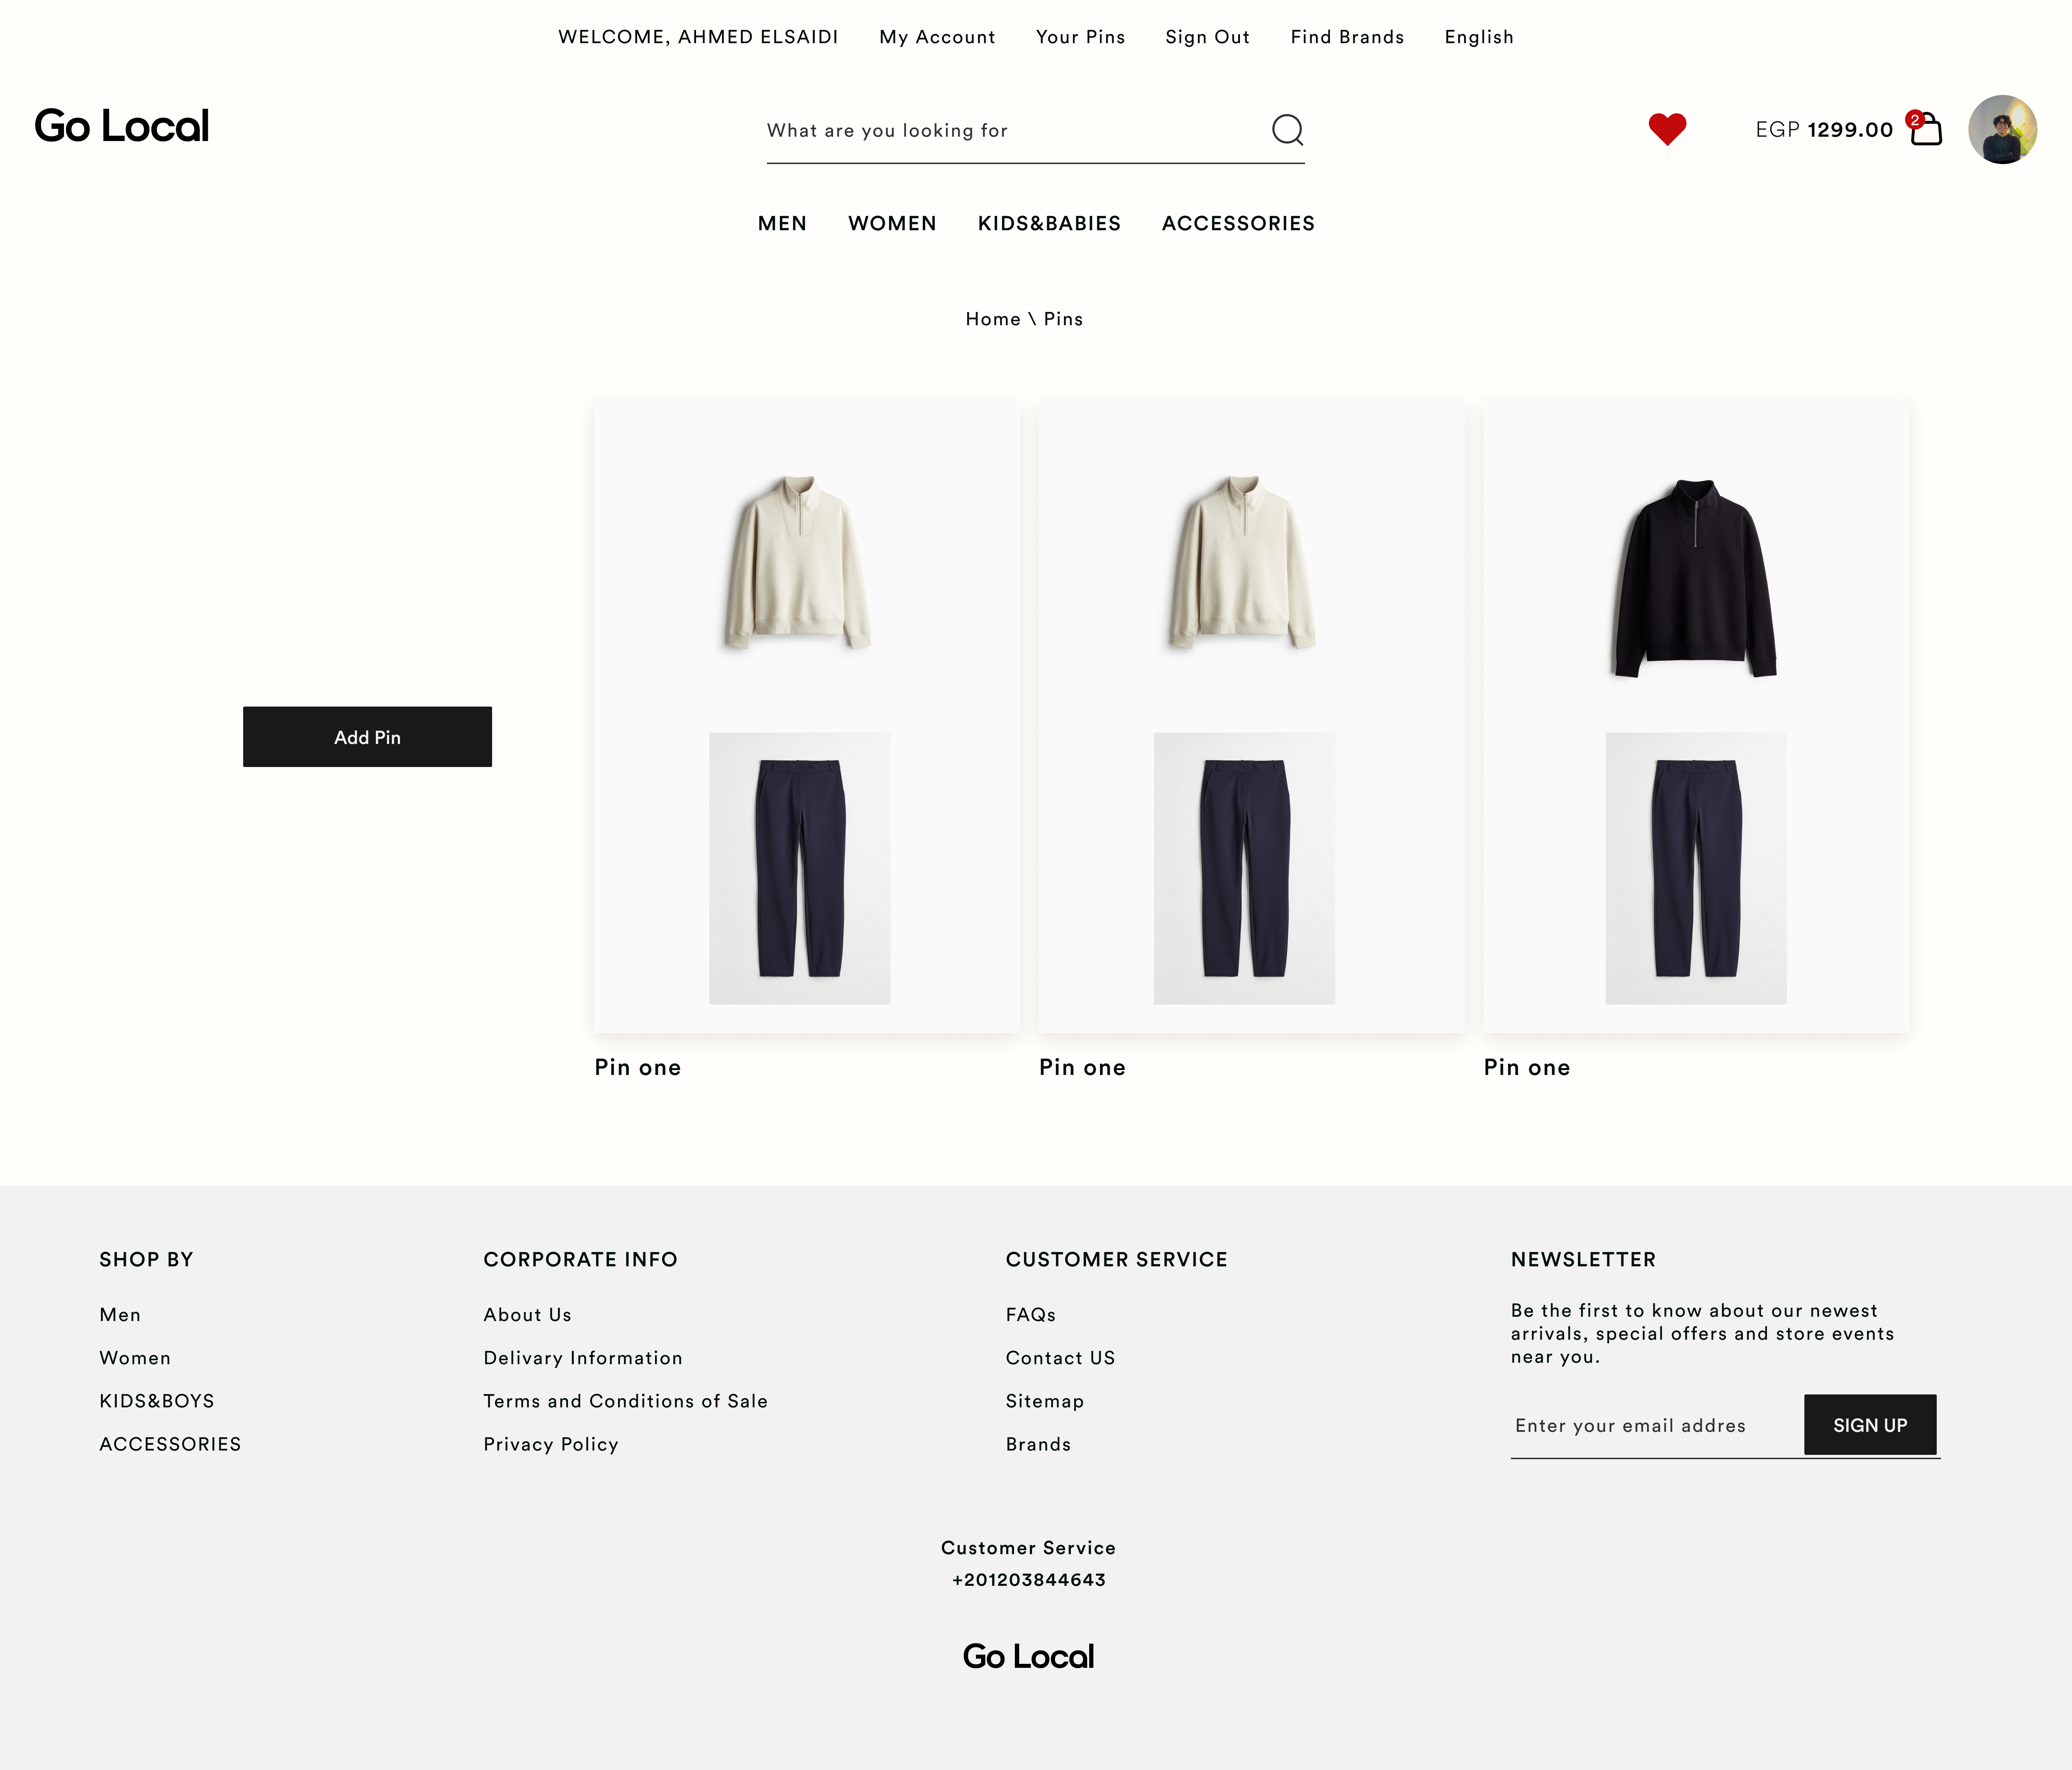 WELCOME, AHMED ELSAIDI My Account Your Pins Sign Out Find Brands English
Go Local
What are you looking for
EGP 1299.00
2
MEN WOMEN KIDS&BABIES ACCESSORIES
Home \ Pins
Add Pin
Pin one
Pin one
Pin one
SHOP BY
Men
Women
KIDS&BOYS
ACCESSORIES
CORPORATE INFO
About Us
Delivary Information
Terms and Conditions of Sale
Privacy Policy
CUSTOMER SERVICE
FAQs
Contact US
Sitemap
Brands
NEWSLETTER
Be the first to know about our newest
arrivals, special offers and store events
near you.
Enter your email addres
SIGN UP
Customer Service
+201203844643
Go Local